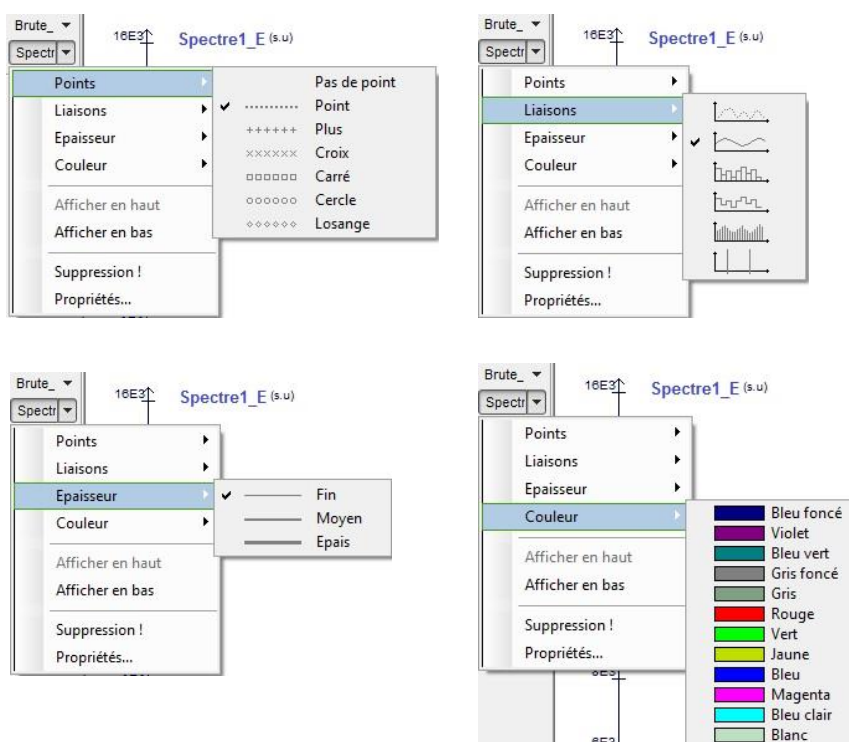 Brute_
Spectr
16E3
Spectre1_E (s.u)
Points
Liaisons
Epaisseur
Couleur
Afficher en haut
Afficher en bas
Suppression !
Propriétés...
Pas de point
Point
Plus
Croix
Carré
Cercle
Losange
Brute_
Spectr
16E3
Spectre1_E (s.u)
Points
Liaisons
Epaisseur
Couleur
Afficher en haut
Afficher en bas
Suppression !
Propriétés...
Brute_
Spectr
16E3
Spectre1_E (s.u)
Points
Liaisons
Epaisseur
Couleur
Afficher en haut
Afficher en bas
Suppression !
Propriétés...
Fin
Moyen
Epais
Brute_
Spectr
16E3
Spectre1_E (s.u)
Points
Liaisons
Epaisseur
Couleur
Afficher en haut
Afficher en bas
Suppression !
Propriétés...
Bleu foncé
Violet
Bleu vert
Gris foncé
Gris
Rouge
Vert
Jaune
Bleu
Magenta
Bleu clair
Blanc